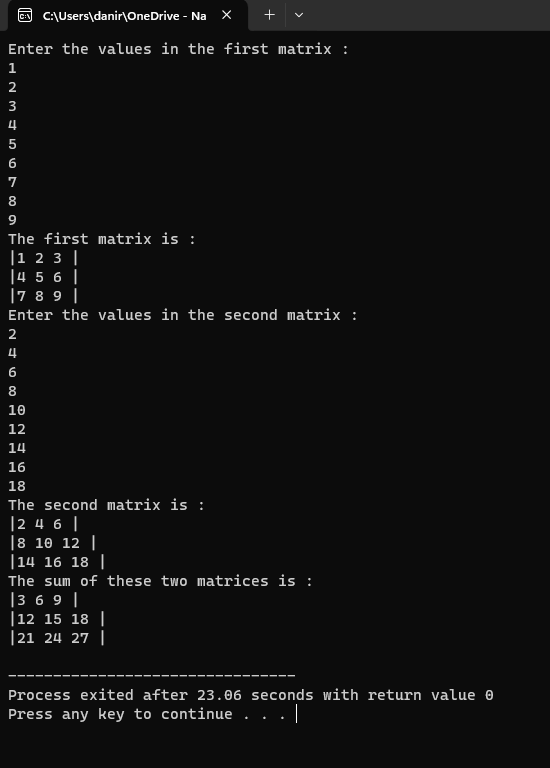 C:\Users\danir\OneDrive - Na
Enter the values in the first matrix :
1
2
3
4
5
6
7
8
9
The first matrix is :
|1 2 3 |
|4 5 6 |
|7 8 9 |
Enter the values in the second matrix :
2
4
6
8
10
12
14
16
18
The second matrix is :
|2 4 6 |
|8 10 12 |
|14 16 18 |
The sum of these two matrices is :
|3 6 9 |
|12 15 18 |
|21 24 27 |
--------------------------------
Process exited after 23.06 seconds with return value 0
Press any key to continue . . .